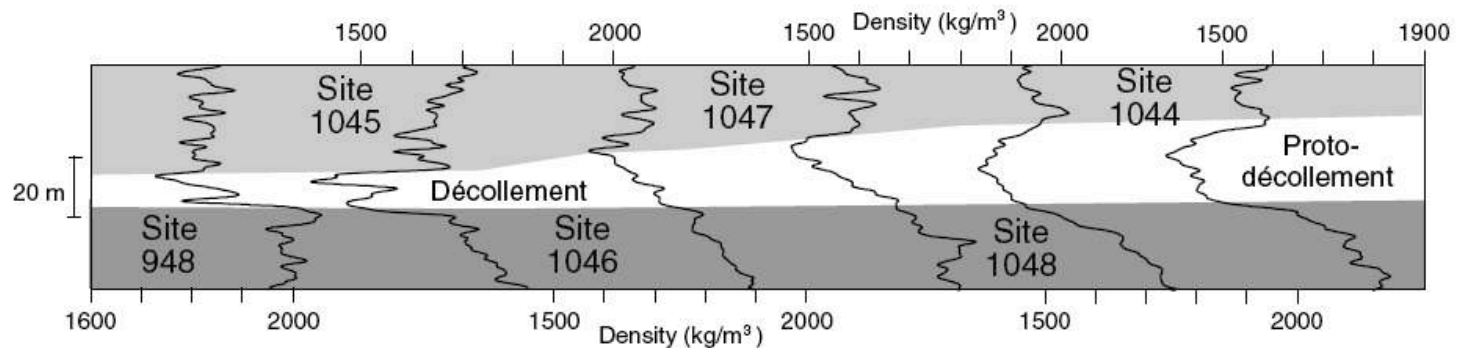 Density (kg/m³)
1500 2000 1500 2000 1500 1900
Site
1045
Site
1047
Site
1044
20 m
Décollement
Proto-
décollement
Site
948
Site
1046
Site
1048
1600 2000 1500 2000 1500 2000
Density (kg/m³)